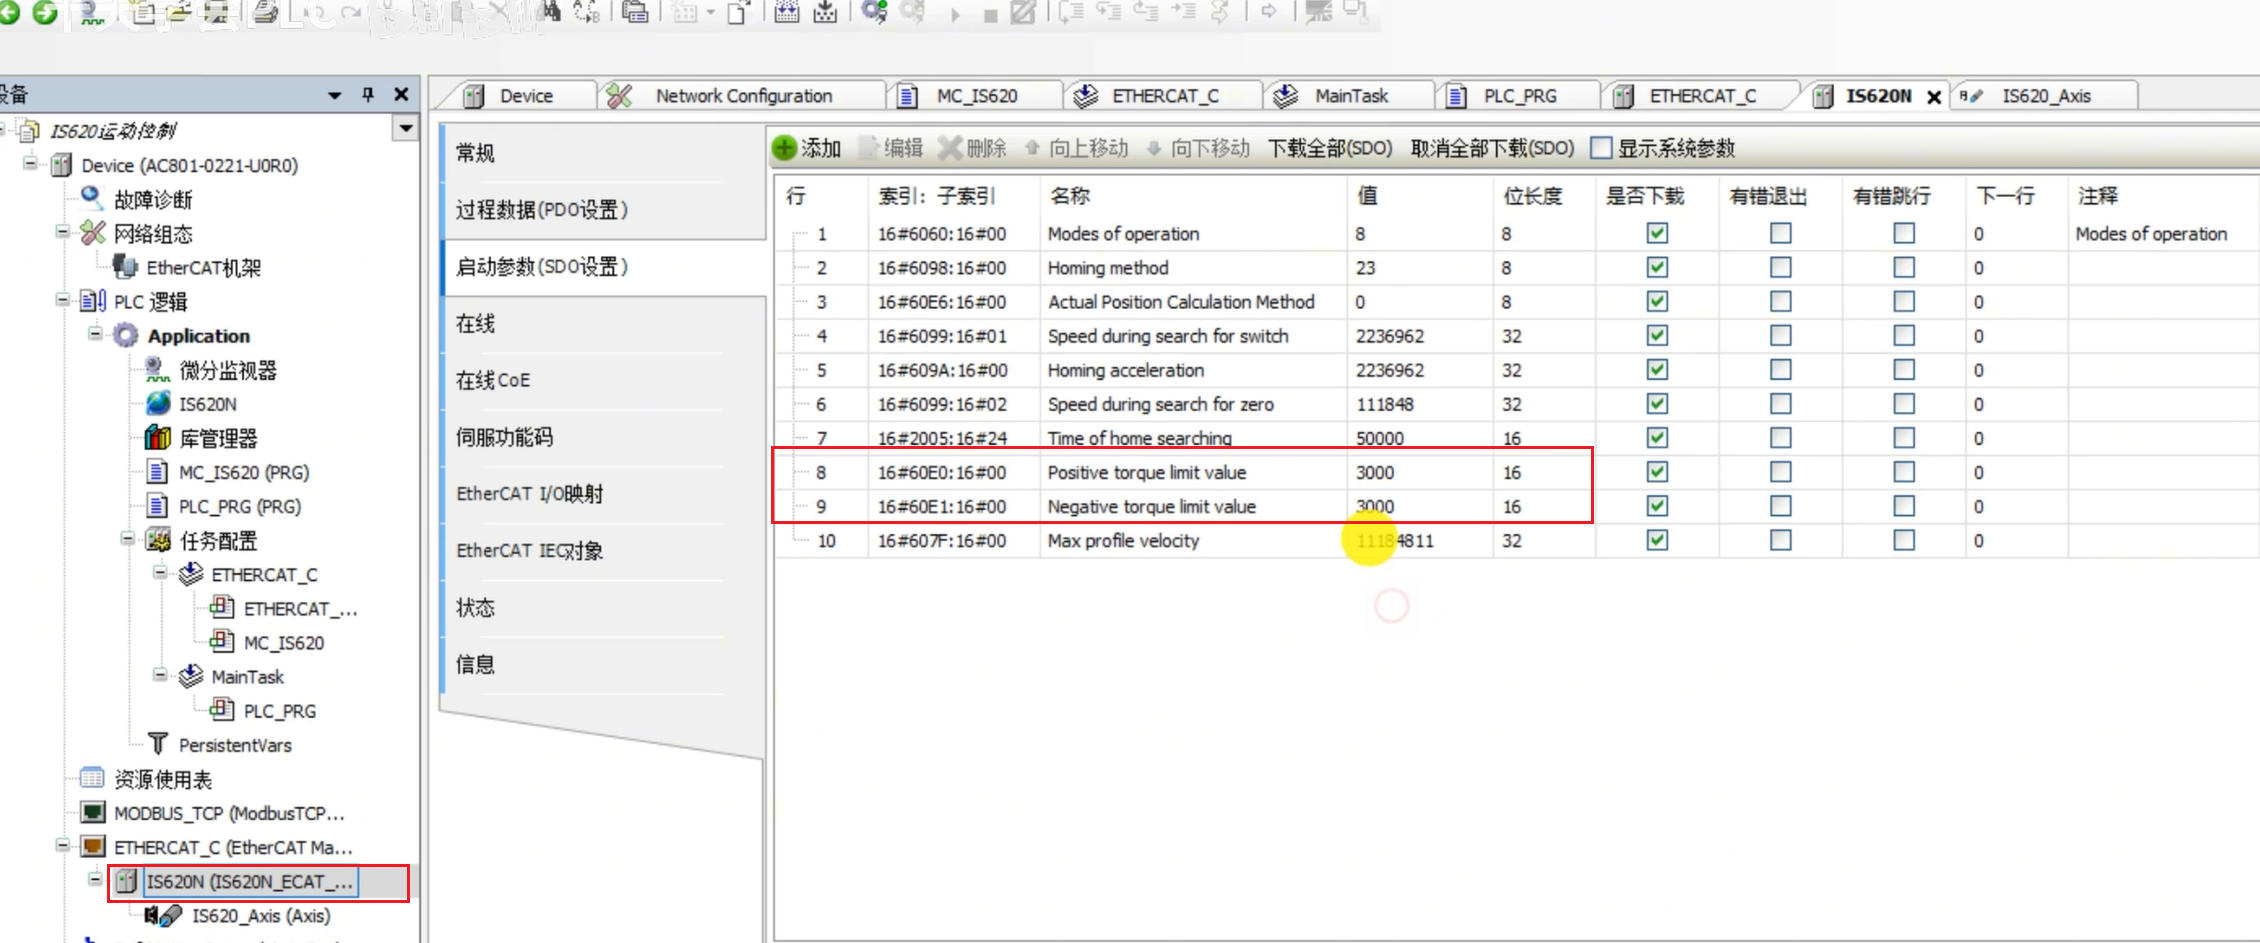 设备
IS620运动控制
Device (AC801-0221-U0R0)
故障诊断
网络组态
EtherCAT机架
PLC 逻辑
Application
微分监视器
IS620N
库管理器
MC_IS620 (PRG)
PLC_PRG (PRG)
任务配置
ETHERCAT_C
ETHERCAT_...
MC_IS620
MainTask
PLC_PRG
PersistentVars
资源使用表
MODBUS_TCP (ModbusTCP...
ETHERCAT_C (EtherCAT Ma...
IS620N (IS620N_ECAT_...
IS620_Axis (Axis)
Device Network Configuration MC_IS620 ETHERCAT_C MainTask PLC_PRG ETHERCAT_C IS620N IS620_Axis
常规
过程数据(PDO设置)
启动参数(SDO设置)
在线
在线CoE
伺服功能码
EtherCAT I/O映射
EtherCAT IEC对象
状态
信息
添加 编辑 删除 向上移动 向下移动 下载全部(SDO) 取消全部下载(SDO) 显示系统参数
行 索引：子索引 名称 值 位长度 是否下载 有错退出 有错跳行 下一行 注释
1 16#6060:16#00 Modes of operation 8 8 0 Modes of operation
2 16#6098:16#00 Homing method 23 8 0
3 16#60E6:16#00 Actual Position Calculation Method 0 8 0
4 16#6099:16#01 Speed during search for switch 2236962 32 0
5 16#609A:16#00 Homing acceleration 2236962 32 0
6 16#6099:16#02 Speed during search for zero 111848 32 0
7 16#2005:16#24 Time of home searching 50000 16 0
8 16#60E0:16#00 Positive torque limit value 3000 16 0
9 16#60E1:16#00 Negative torque limit value 3000 16 0
10 16#607F:16#00 Max profile velocity 11184811 32 0